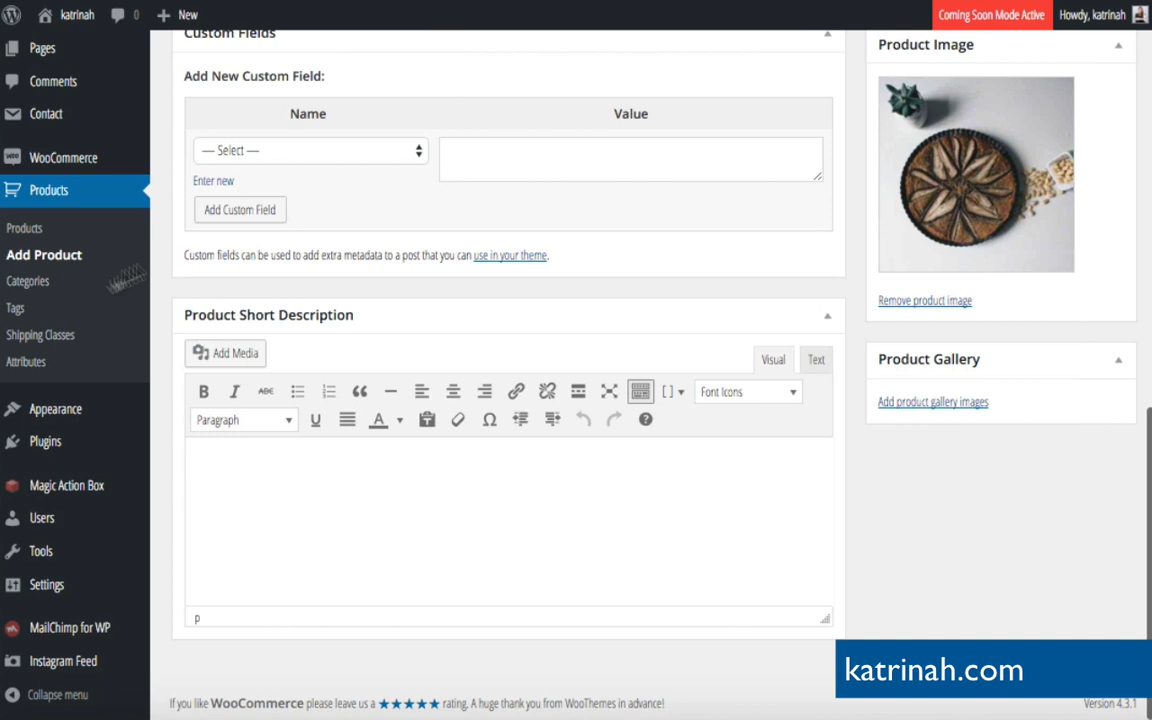 katrinah
0
New
Coming Soon Mode Active
Howdy, katrinah
Pages
Comments
Contact
WooCommerce
Products
Products
Add Product
Categories
Tags
Shipping Classes
Attributes
Appearance
Plugins
Magic Action Box
Users
Tools
Settings
MailChimp for WP
Instagram Feed
Collapse menu
Custom Fields
Add New Custom Field:
Name Value
— Select —
Enter new
Add Custom Field
Custom fields can be used to add extra metadata to a post that you can use in your theme.
Product Short Description
Add Media
Visual Text
B I ABC Font Icons
Paragraph U A
p
If you like WooCommerce please leave us a ★★★★★ rating. A huge thank you from WooThemes in advance!
Product Image
Remove product image
Product Gallery
Add product gallery images
katrinah.com
Version 4.3.1